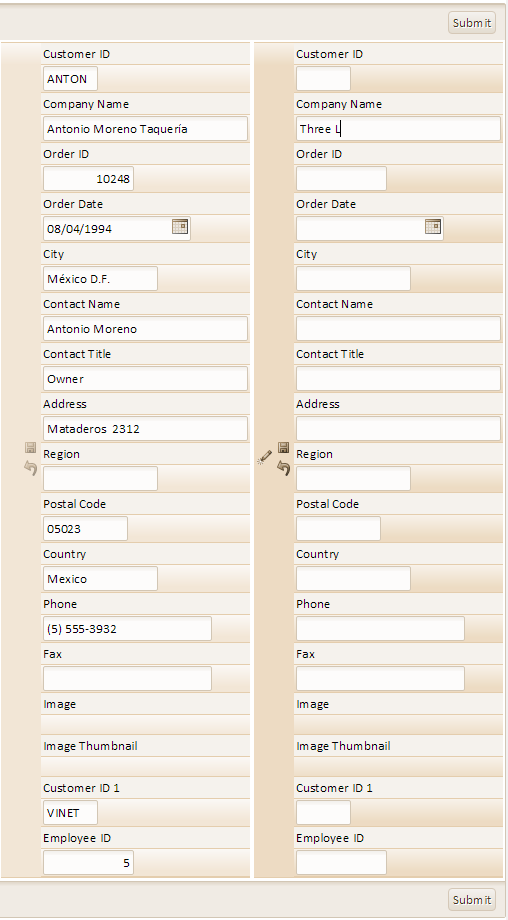 Submit
Customer ID Customer ID
ANTON
Company Name Company Name
Antonio Moreno Taquería Three L
Order ID Order ID
10248
Order Date Order Date
08/04/1994
City City
México D.F.
Contact Name Contact Name
Antonio Moreno
Contact Title Contact Title
Owner
Address Address
Mataderos 2312
Region Region
Postal Code Postal Code
05023
Country Country
Mexico
Phone Phone
(5) 555-3932
Fax Fax
Image Image
Image Thumbnail Image Thumbnail
Customer ID 1 Customer ID 1
VINET
Employee ID Employee ID
5
Submit